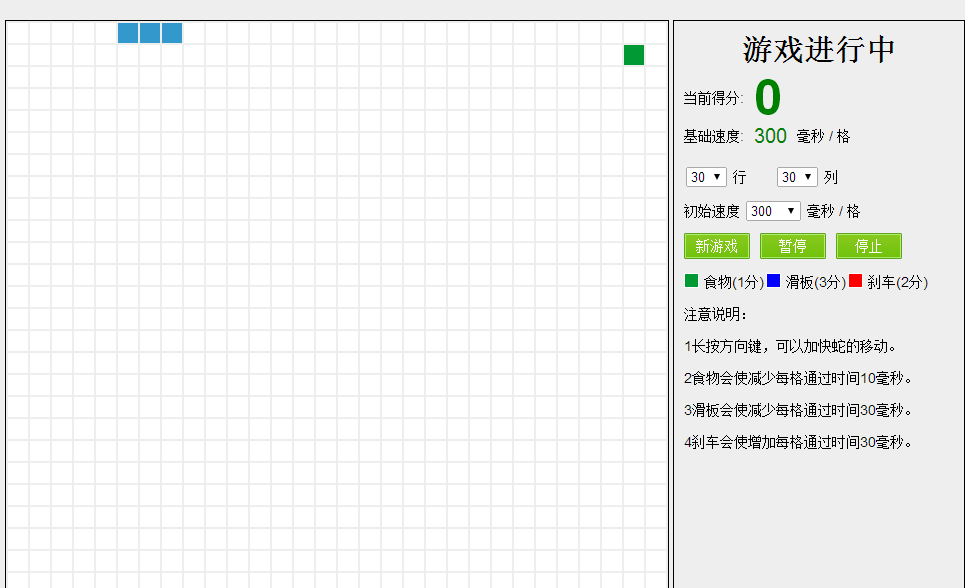 游戏进行中
当前得分: 0
基础速度: 300 毫秒 / 格
30 行 30 列
初始速度 300 毫秒 / 格
新游戏 暂停 停止
食物(1分) 滑板(3分) 刹车(2分)
注意说明：
1长按方向键，可以加快蛇的移动。
2食物会使减少每格通过时间10毫秒。
3滑板会使减少每格通过时间30毫秒。
4刹车会使增加每格通过时间30毫秒。